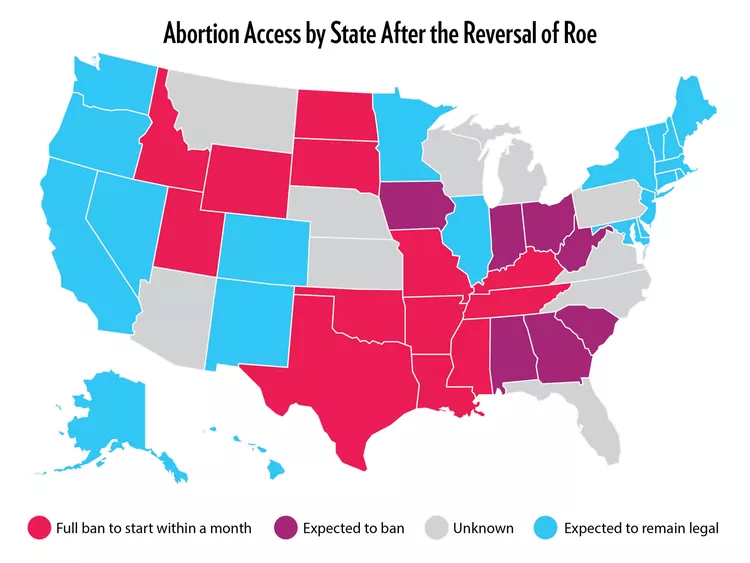 Abortion Access by State After the Reversal of Roe
Full ban to start within a month
Expected to ban
Unknown
Expected to remain legal